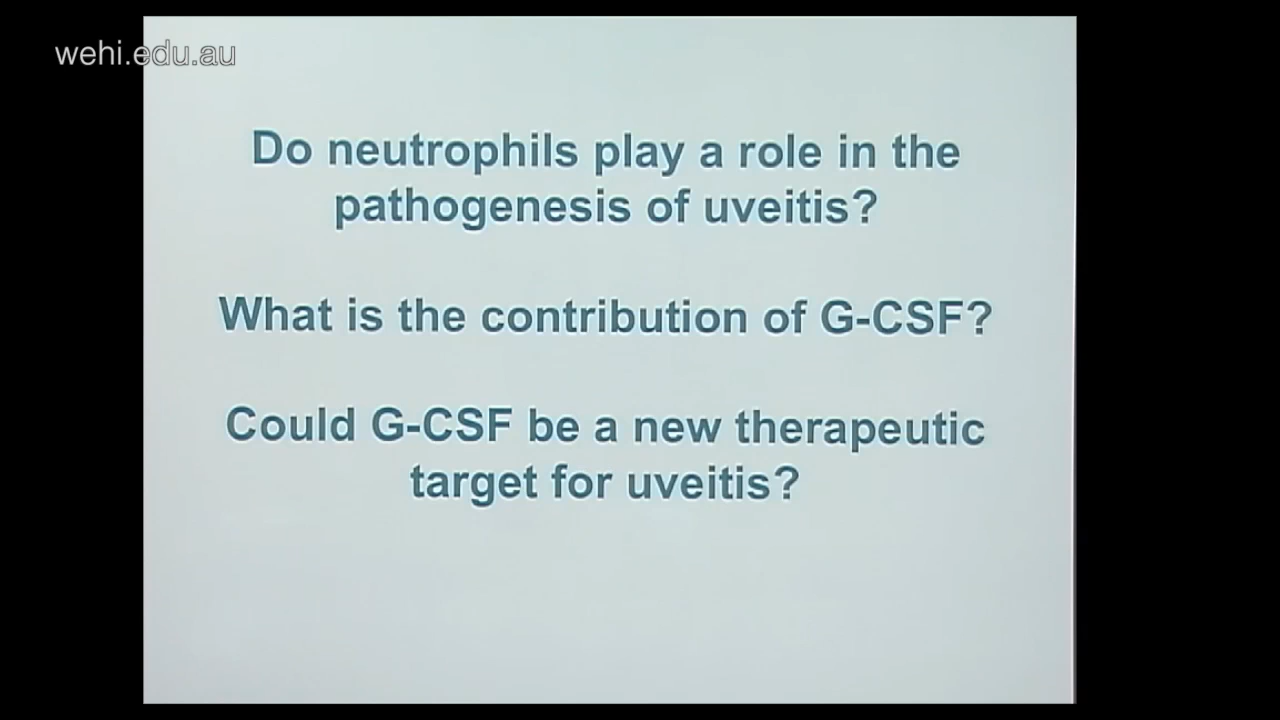 wehi.edu.au
Do neutrophils play a role in the
pathogenesis of uveitis?
What is the contribution of G-CSF?
Could G-CSF be a new therapeutic
target for uveitis?